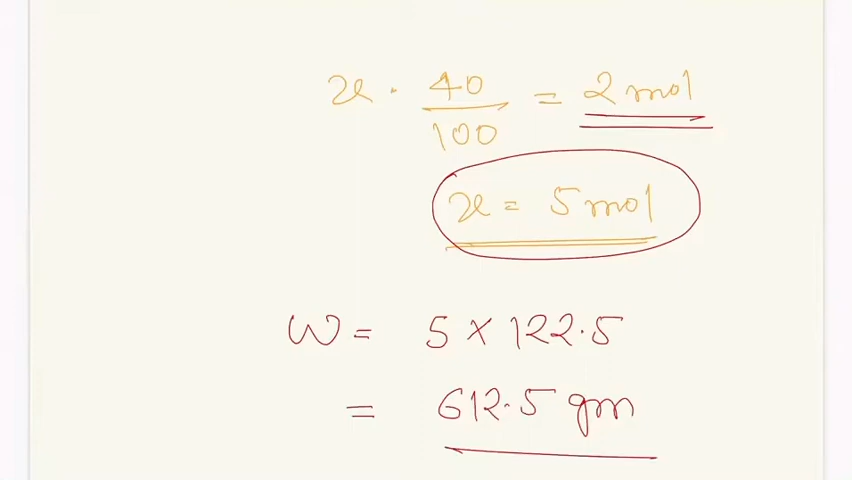 x · 40/100 = 2 mol
x = 5 mol
W = 5 × 122.5
= 612.5 gm